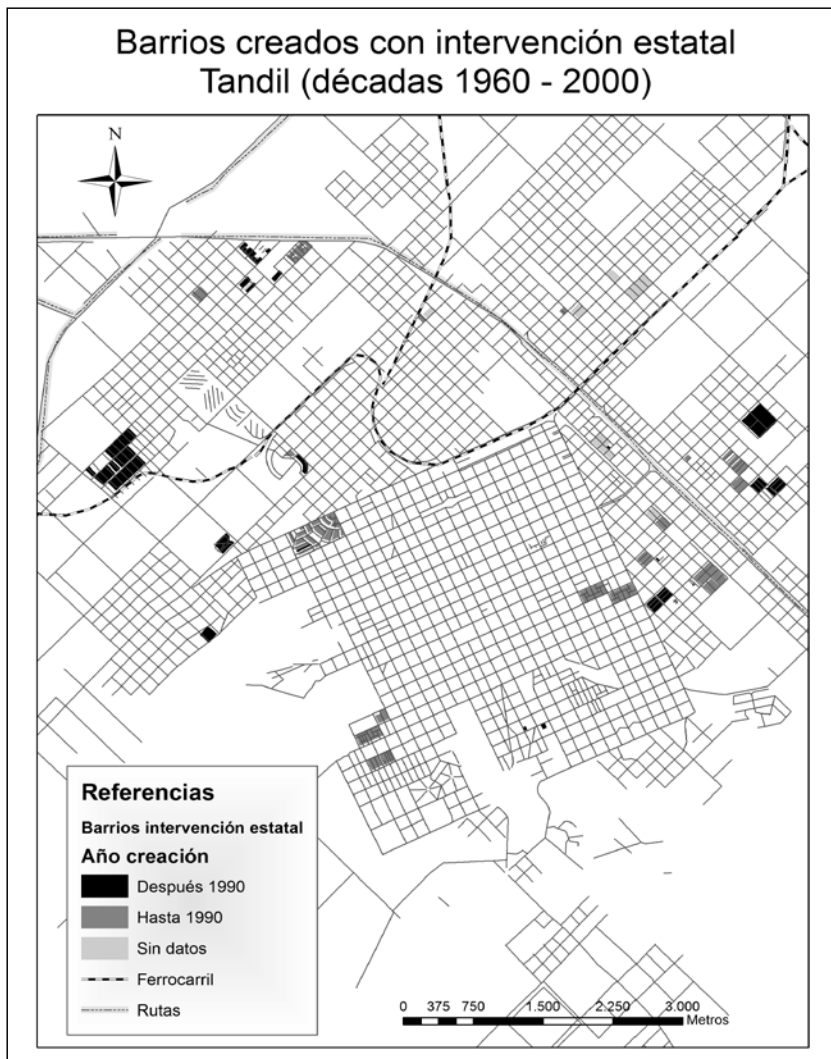 Barrios creados con intervención estatal
Tandil (décadas 1960 - 2000)
N
Referencias
Barrios intervención estatal
Año creación
Después 1990
Hasta 1990
Sin datos
Ferrocarril
Rutas
0 375 750 1.500 2.250 3.000
Metros